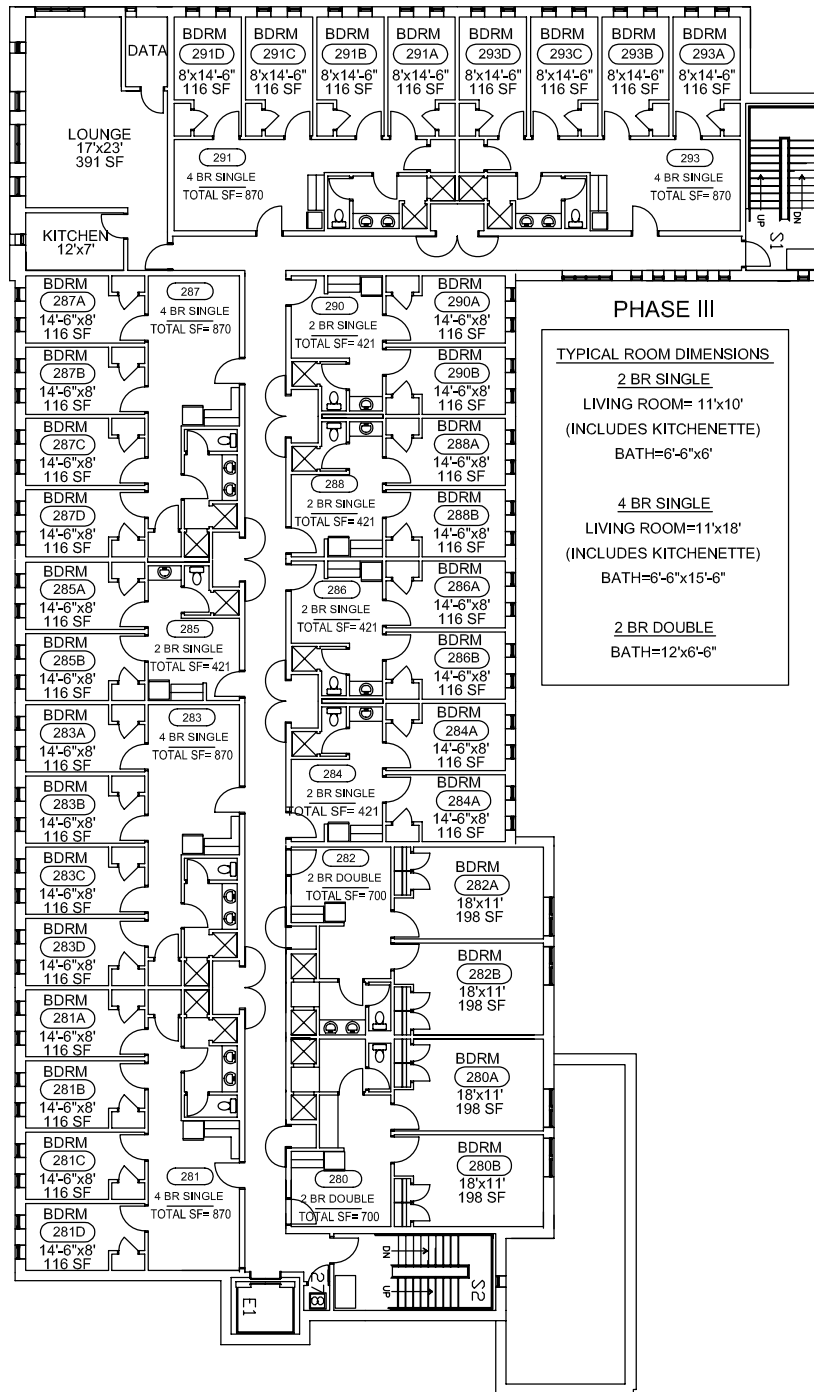 DATA
BDRM
291D
8'x14'-6"
116 SF
BDRM
291C
8'x14'-6"
116 SF
BDRM
291B
8'x14'-6"
116 SF
BDRM
291A
8'x14'-6"
116 SF
BDRM
293D
8'x14'-6"
116 SF
BDRM
293C
8'x14'-6"
116 SF
BDRM
293B
8'x14'-6"
116 SF
BDRM
293A
8'x14'-6"
116 SF
LOUNGE
17'x23'
391 SF
291
4 BR SINGLE
TOTAL SF= 870
293
4 BR SINGLE
TOTAL SF= 870
UP
DN
S1
KITCHEN
12'x7'
BDRM
287A
14'-6"x8'
116 SF
BDRM
287B
14'-6"x8'
116 SF
BDRM
287C
14'-6"x8'
116 SF
BDRM
287D
14'-6"x8'
116 SF
287
4 BR SINGLE
TOTAL SF= 870
BDRM
285A
14'-6"x8'
116 SF
BDRM
285B
14'-6"x8'
116 SF
285
2 BR SINGLE
TOTAL SF= 421
BDRM
283A
14'-6"x8'
116 SF
BDRM
283B
14'-6"x8'
116 SF
BDRM
283C
14'-6"x8'
116 SF
BDRM
283D
14'-6"x8'
116 SF
283
4 BR SINGLE
TOTAL SF= 870
BDRM
281A
14'-6"x8'
116 SF
BDRM
281B
14'-6"x8'
116 SF
BDRM
281C
14'-6"x8'
116 SF
BDRM
281D
14'-6"x8'
116 SF
281
4 BR SINGLE
TOTAL SF= 870
290
2 BR SINGLE
TOTAL SF= 421
BDRM
290A
14'-6"x8'
116 SF
BDRM
290B
14'-6"x8'
116 SF
288
2 BR SINGLE
TOTAL SF= 421
BDRM
288A
14'-6"x8'
116 SF
BDRM
288B
14'-6"x8'
116 SF
286
2 BR SINGLE
TOTAL SF= 421
BDRM
286A
14'-6"x8'
116 SF
BDRM
286B
14'-6"x8'
116 SF
284
2 BR SINGLE
TOTAL SF= 421
BDRM
284A
14'-6"x8'
116 SF
BDRM
284A
14'-6"x8'
116 SF
282
2 BR DOUBLE
TOTAL SF= 700
BDRM
282A
18'x11'
198 SF
BDRM
282B
18'x11'
198 SF
BDRM
280A
18'x11'
198 SF
BDRM
280B
18'x11'
198 SF
280
2 BR DOUBLE
TOTAL SF= 700
DN
UP
S2
278
E1
PHASE III
TYPICAL ROOM DIMENSIONS
2 BR SINGLE
LIVING ROOM= 11'x10'
(INCLUDES KITCHENETTE)
BATH=6'-6"x6'
4 BR SINGLE
LIVING ROOM=11'x18'
(INCLUDES KITCHENETTE)
BATH=6'-6"x15'-6"
2 BR DOUBLE
BATH=12'x6'-6"